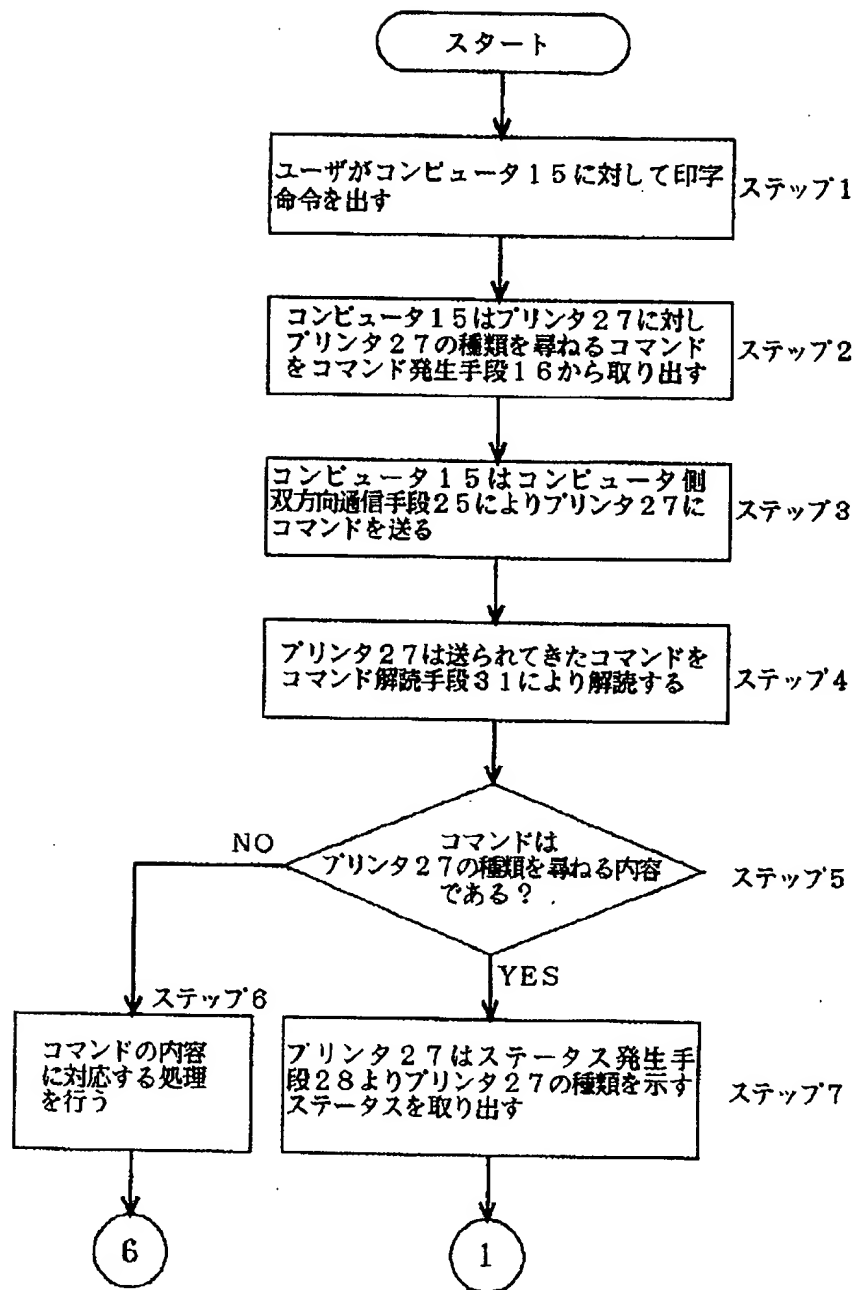 スタート
ユーザがコンピュータ15に対して印字
命令を出す
ステップ1
コンピュータ15はプリンタ27に対し
プリンタ27の種類を尋ねるコマンド
をコマンド発生手段16から取り出す
ステップ2
コンピュータ15はコンピュータ側
双方向通信手段25によりプリンタ27に
コマンドを送る
ステップ3
プリンタ27は送られてきたコマンドを
コマンド解読手段31により解読する
ステップ4
コマンドは
プリンタ27の種類を尋ねる内容
である?
ステップ5
NO
YES
ステップ6
コマンドの内容
に対応する処理
を行う
プリンタ27はステータス発生手
段28よりプリンタ27の種類を示す
ステータスを取り出す
ステップ7
6
1